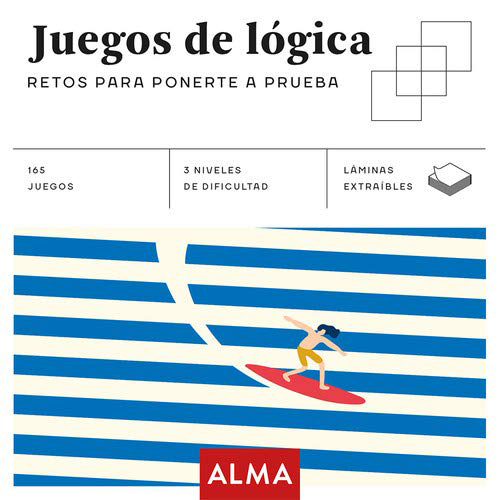 Juegos de lógica
RETOS PARA PONERTE A PRUEBA
165
JUEGOS
3 NIVELES
DE DIFICULTAD
LÁMINAS
EXTRAÍBLES
ALMA